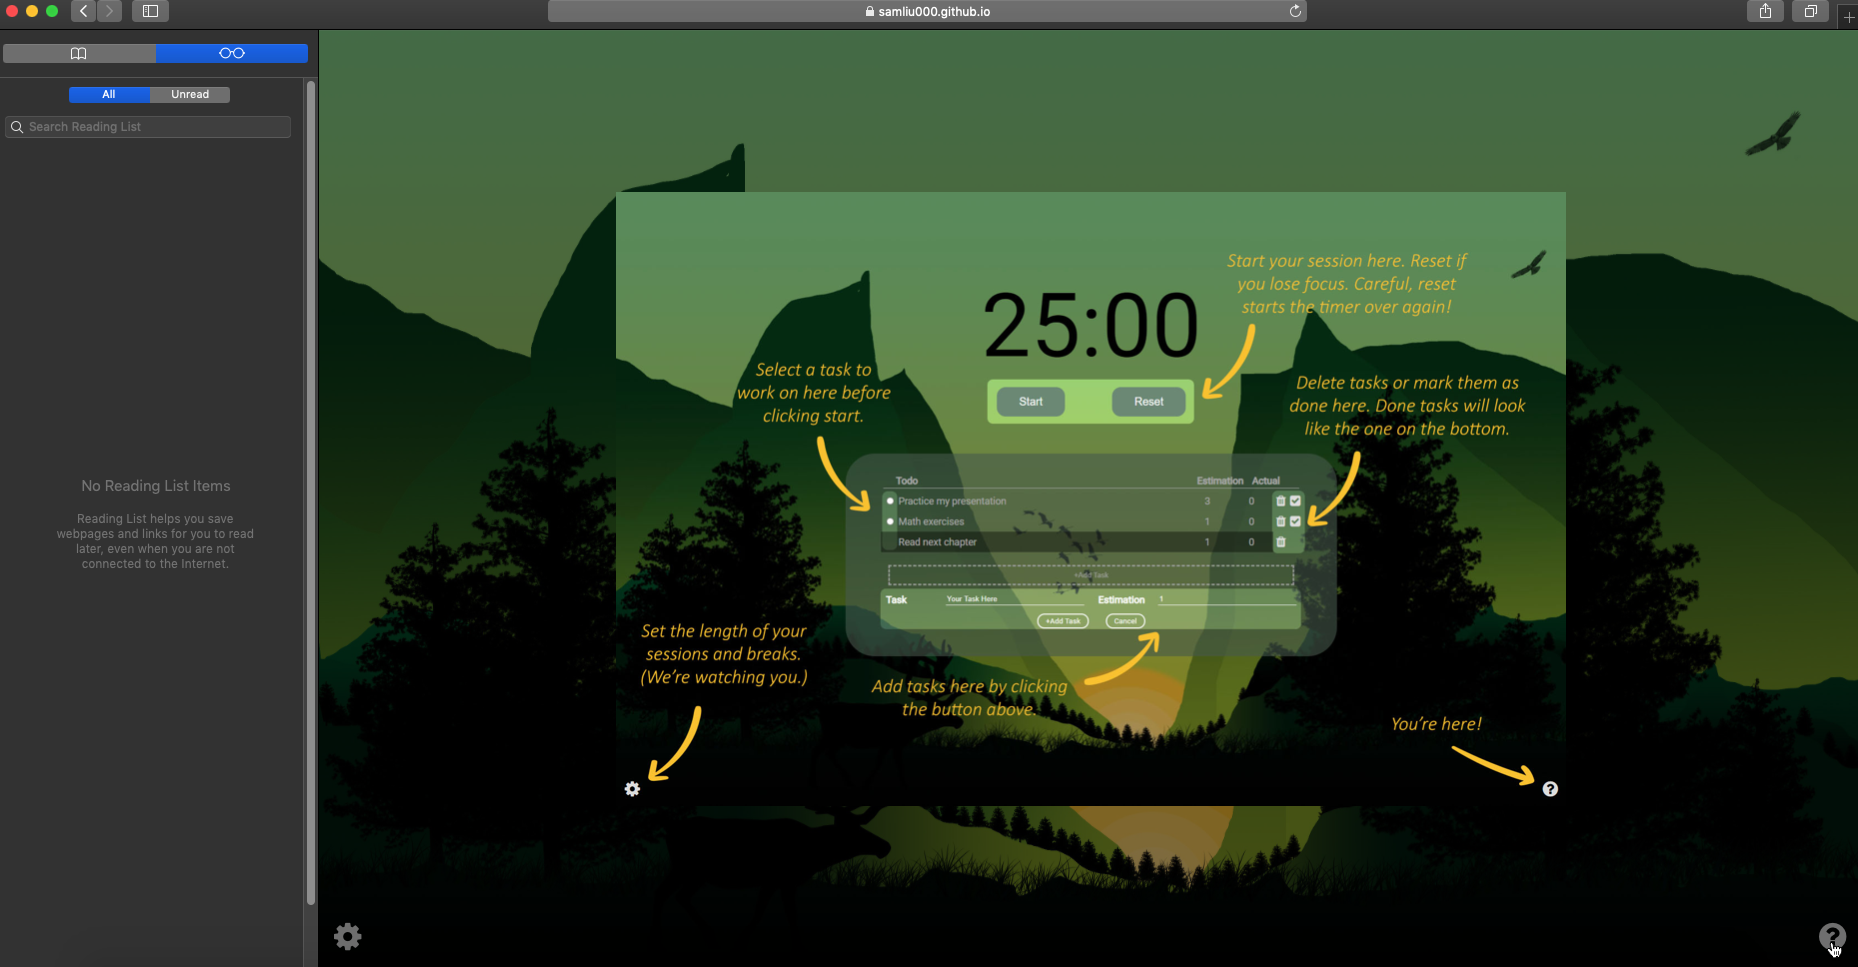 samliu000.github.io
All
Unread
Search Reading List
No Reading List Items
Reading List helps you save
webpages and links for you to read
later, even when you are not
connected to the Internet.
Start your session here. Reset if
you lose focus. Careful, reset
starts the timer over again!
25:00
Start
Reset
Select a task to
work on here before
clicking start.
Delete tasks or mark them as
done here. Done tasks will look
like the one on the bottom.
Todo Estimation Actual
Practice my presentation 3 0
Math exercises 1 0
Read next chapter 1 0
+Add Task
Task Your Task Here Estimation 1
+Add Task Cancel
Set the length of your
sessions and breaks.
(We're watching you.)
Add tasks here by clicking
the button above.
You're here!
?
?